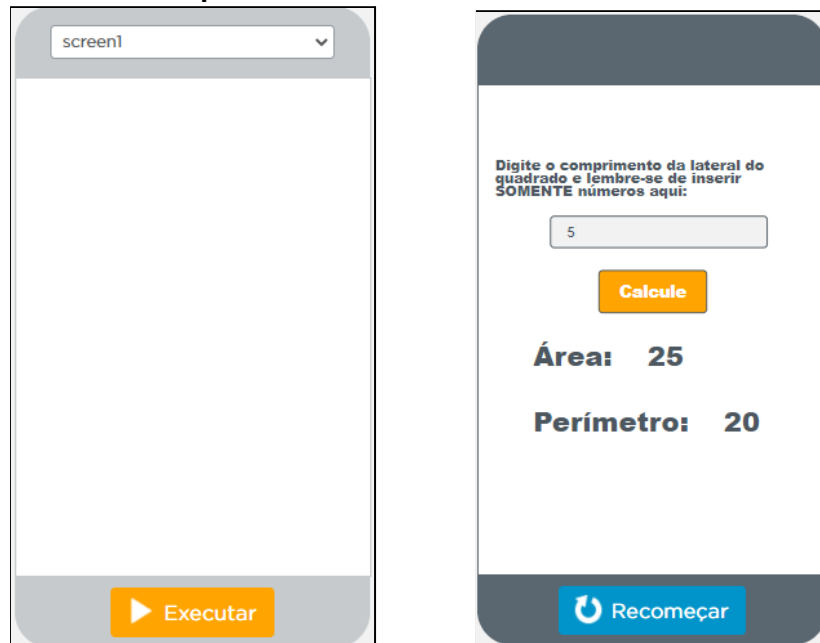 screen1
Executar
Digite o comprimento da lateral do
quadrado e lembre-se de inserir
SOMENTE números aqui:
5
Calcule
Área: 25
Perímetro: 20
Recomeçar